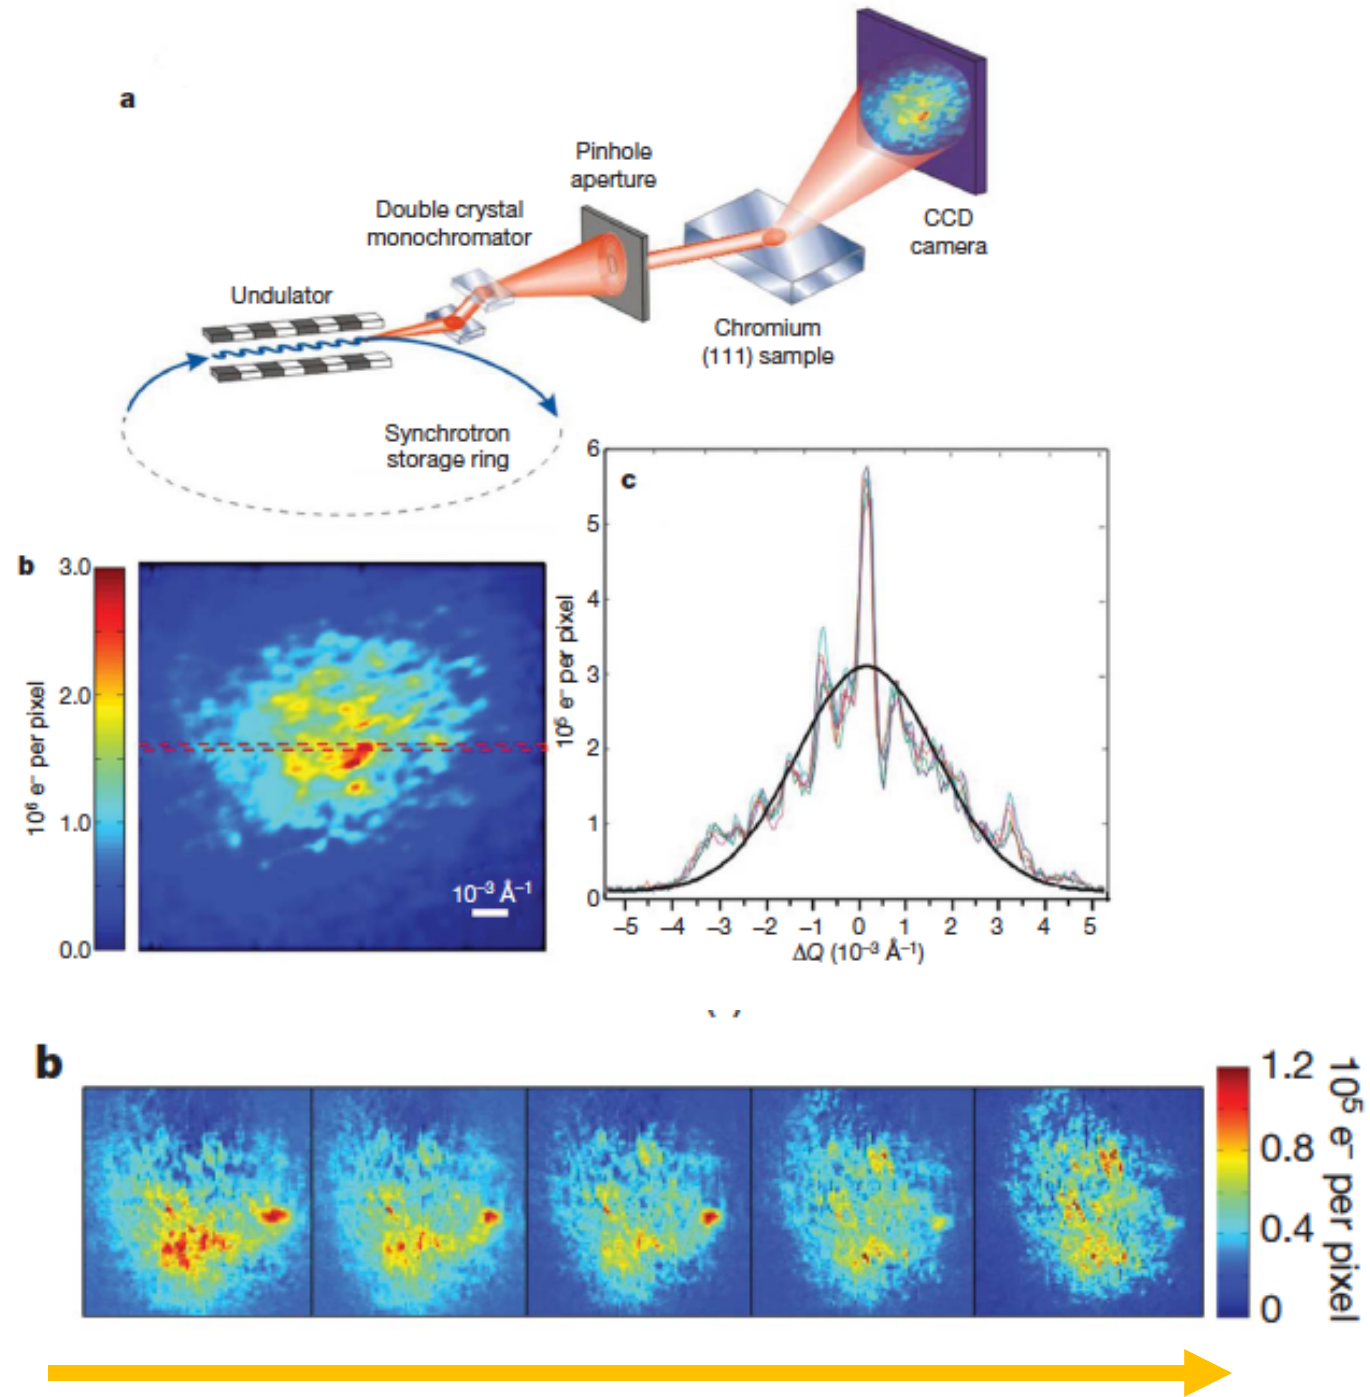 a
Pinhole
aperture
Double crystal
monochromator
Undulator
CCD
camera
Chromium
(111) sample
Synchrotron
storage ring
b
3.0
2.0
1.0
0.0
10⁶ e⁻ per pixel
10⁻³ Å⁻¹
c
6
5
4
3
2
1
0
10⁵ e⁻ per pixel
–5 –4 –3 –2 –1 0 1 2 3 4 5
ΔQ (10⁻³ Å⁻¹)
b
1.2
0.8
0.4
0
10⁵ e⁻ per pixel